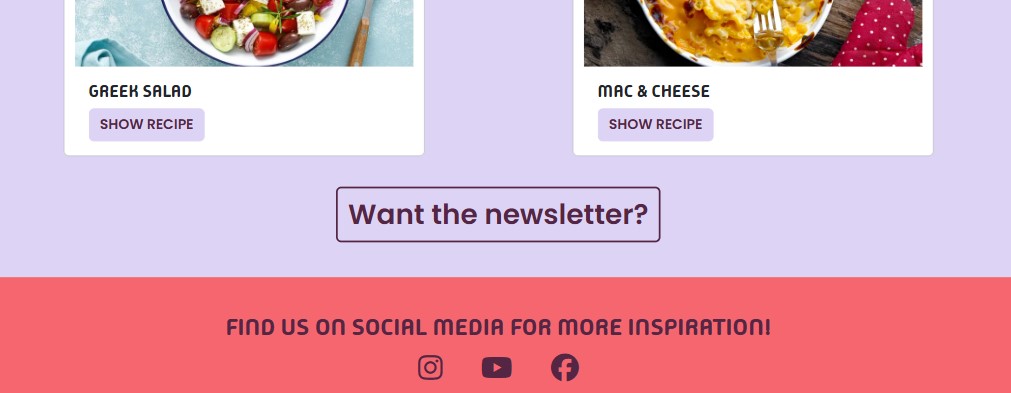 GREEK SALAD
MAC & CHEESE
SHOW RECIPE
SHOW RECIPE
Want the newsletter?
FIND US ON SOCIAL MEDIA FOR MORE INSPIRATION!